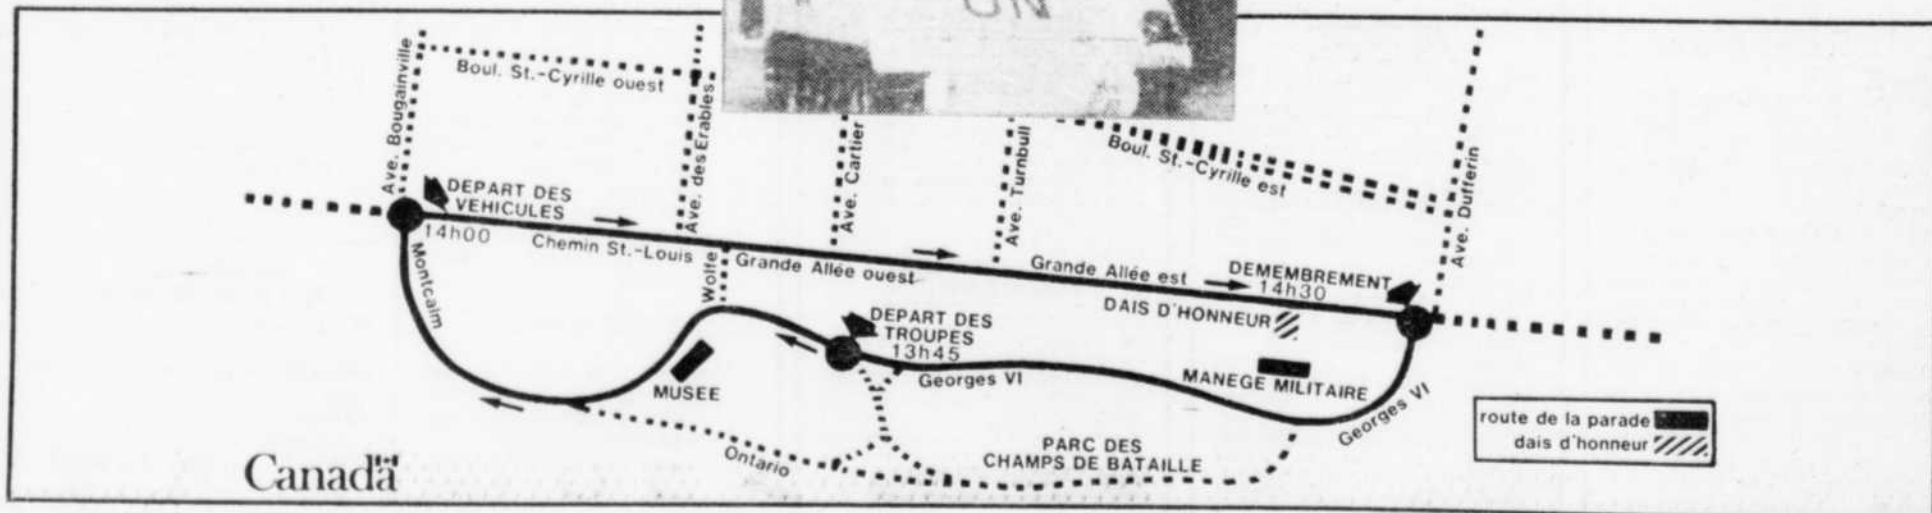 UN
Boul. St.-Cyrille ouest
Ave. Bougainville
Ave. des Erables
Ave. Cartier
Ave. Turnbull
Boul. St.-Cyrille est
Ave. Dufferin
DEPART DES
VEHICULES
14h00
Chemin St.-Louis
Grande Allée ouest
Grande Allée est
DEMEMBREMENT
14h30
DAIS D'HONNEUR
Montcalm
Wolfe
DEPART DES
TROUPES
13h45
Georges VI
MUSEE
MANEGE MILITAIRE
Georges VI
Ontario
PARC DES
CHAMPS DE BATAILLE
route de la parade
dais d'honneur
Canada